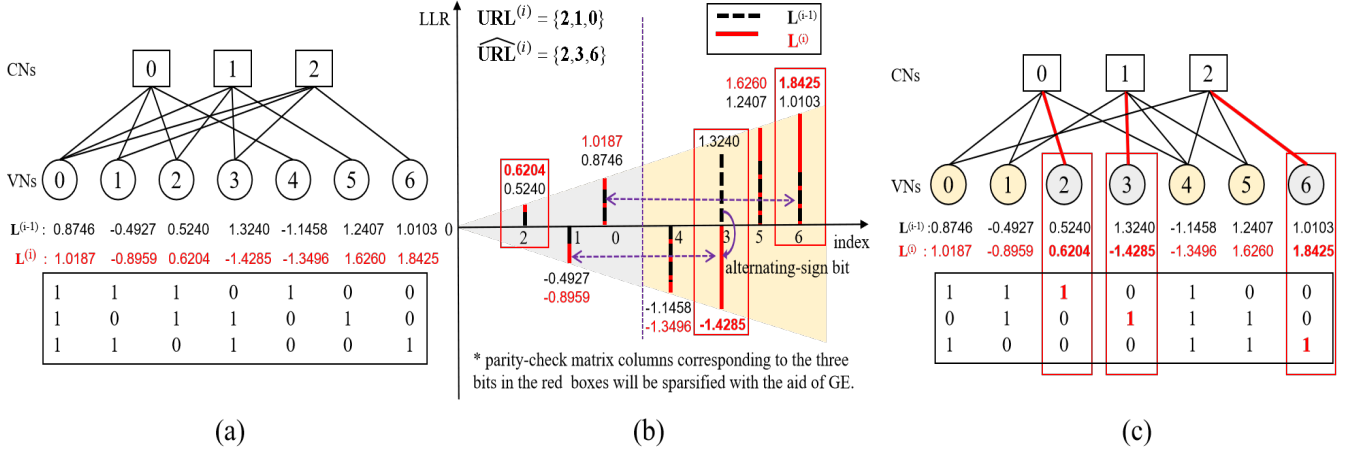 CNs 0 1 2
VNs 0 1 2 3 4 5 6
L(i-1) : 0.8746 -0.4927 0.5240 1.3240 -1.1458 1.2407 1.0103
L(i) : 1.0187 -0.8959 0.6204 -1.4285 -1.3496 1.6260 1.8425
1 1 1 0 1 0 0
1 0 1 1 0 1 0
1 1 0 1 0 0 1
(a)
LLR
URL(i) = {2,1,0}
URL(i) = {2,3,6}
L(i-1)
L(i)
1.6260 1.8425
1.2407 1.0103
1.0187
0.8746
1.3240
0.6204
0.5240
0
2 1 0 4 3 5 6 index
alternating-sign bit
-0.4927
-0.8959
-1.1458
-1.3496 -1.4285
* parity-check matrix columns corresponding to the three
bits in the red boxes will be sparsified with the aid of GE.
(b)
CNs 0 1 2
VNs 0 1 2 3 4 5 6
L(i-1) :0.8746 -0.4927 0.5240 1.3240 -1.1458 1.2407 1.0103
L(i) : 1.0187 -0.8959 0.6204 -1.4285 -1.3496 1.6260 1.8425
1 1 1 0 1 0 0
0 1 0 1 1 1 0
1 0 0 0 1 1 1
(c)